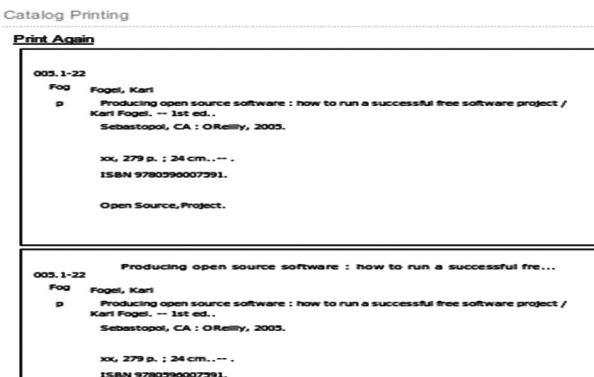 Catalog Printing
Print Again
005.1-22
Fog Fogel, Karl
p Producing open source software : how to run a successful free software project /
Karl Fogel. -- 1st ed..
Sebastopol, CA : OReilly, 2005.
xx, 279 p. ; 24 cm..-- .
ISBN 9780596007591.
Open Source,Project.
Producing open source software : how to run a successful fre...
005.1-22
Fog Fogel, Karl
p Producing open source software : how to run a successful free software project /
Karl Fogel. -- 1st ed..
Sebastopol, CA : OReilly, 2005.
xx, 279 p. ; 24 cm..-- .
ISBN 9780596007591.